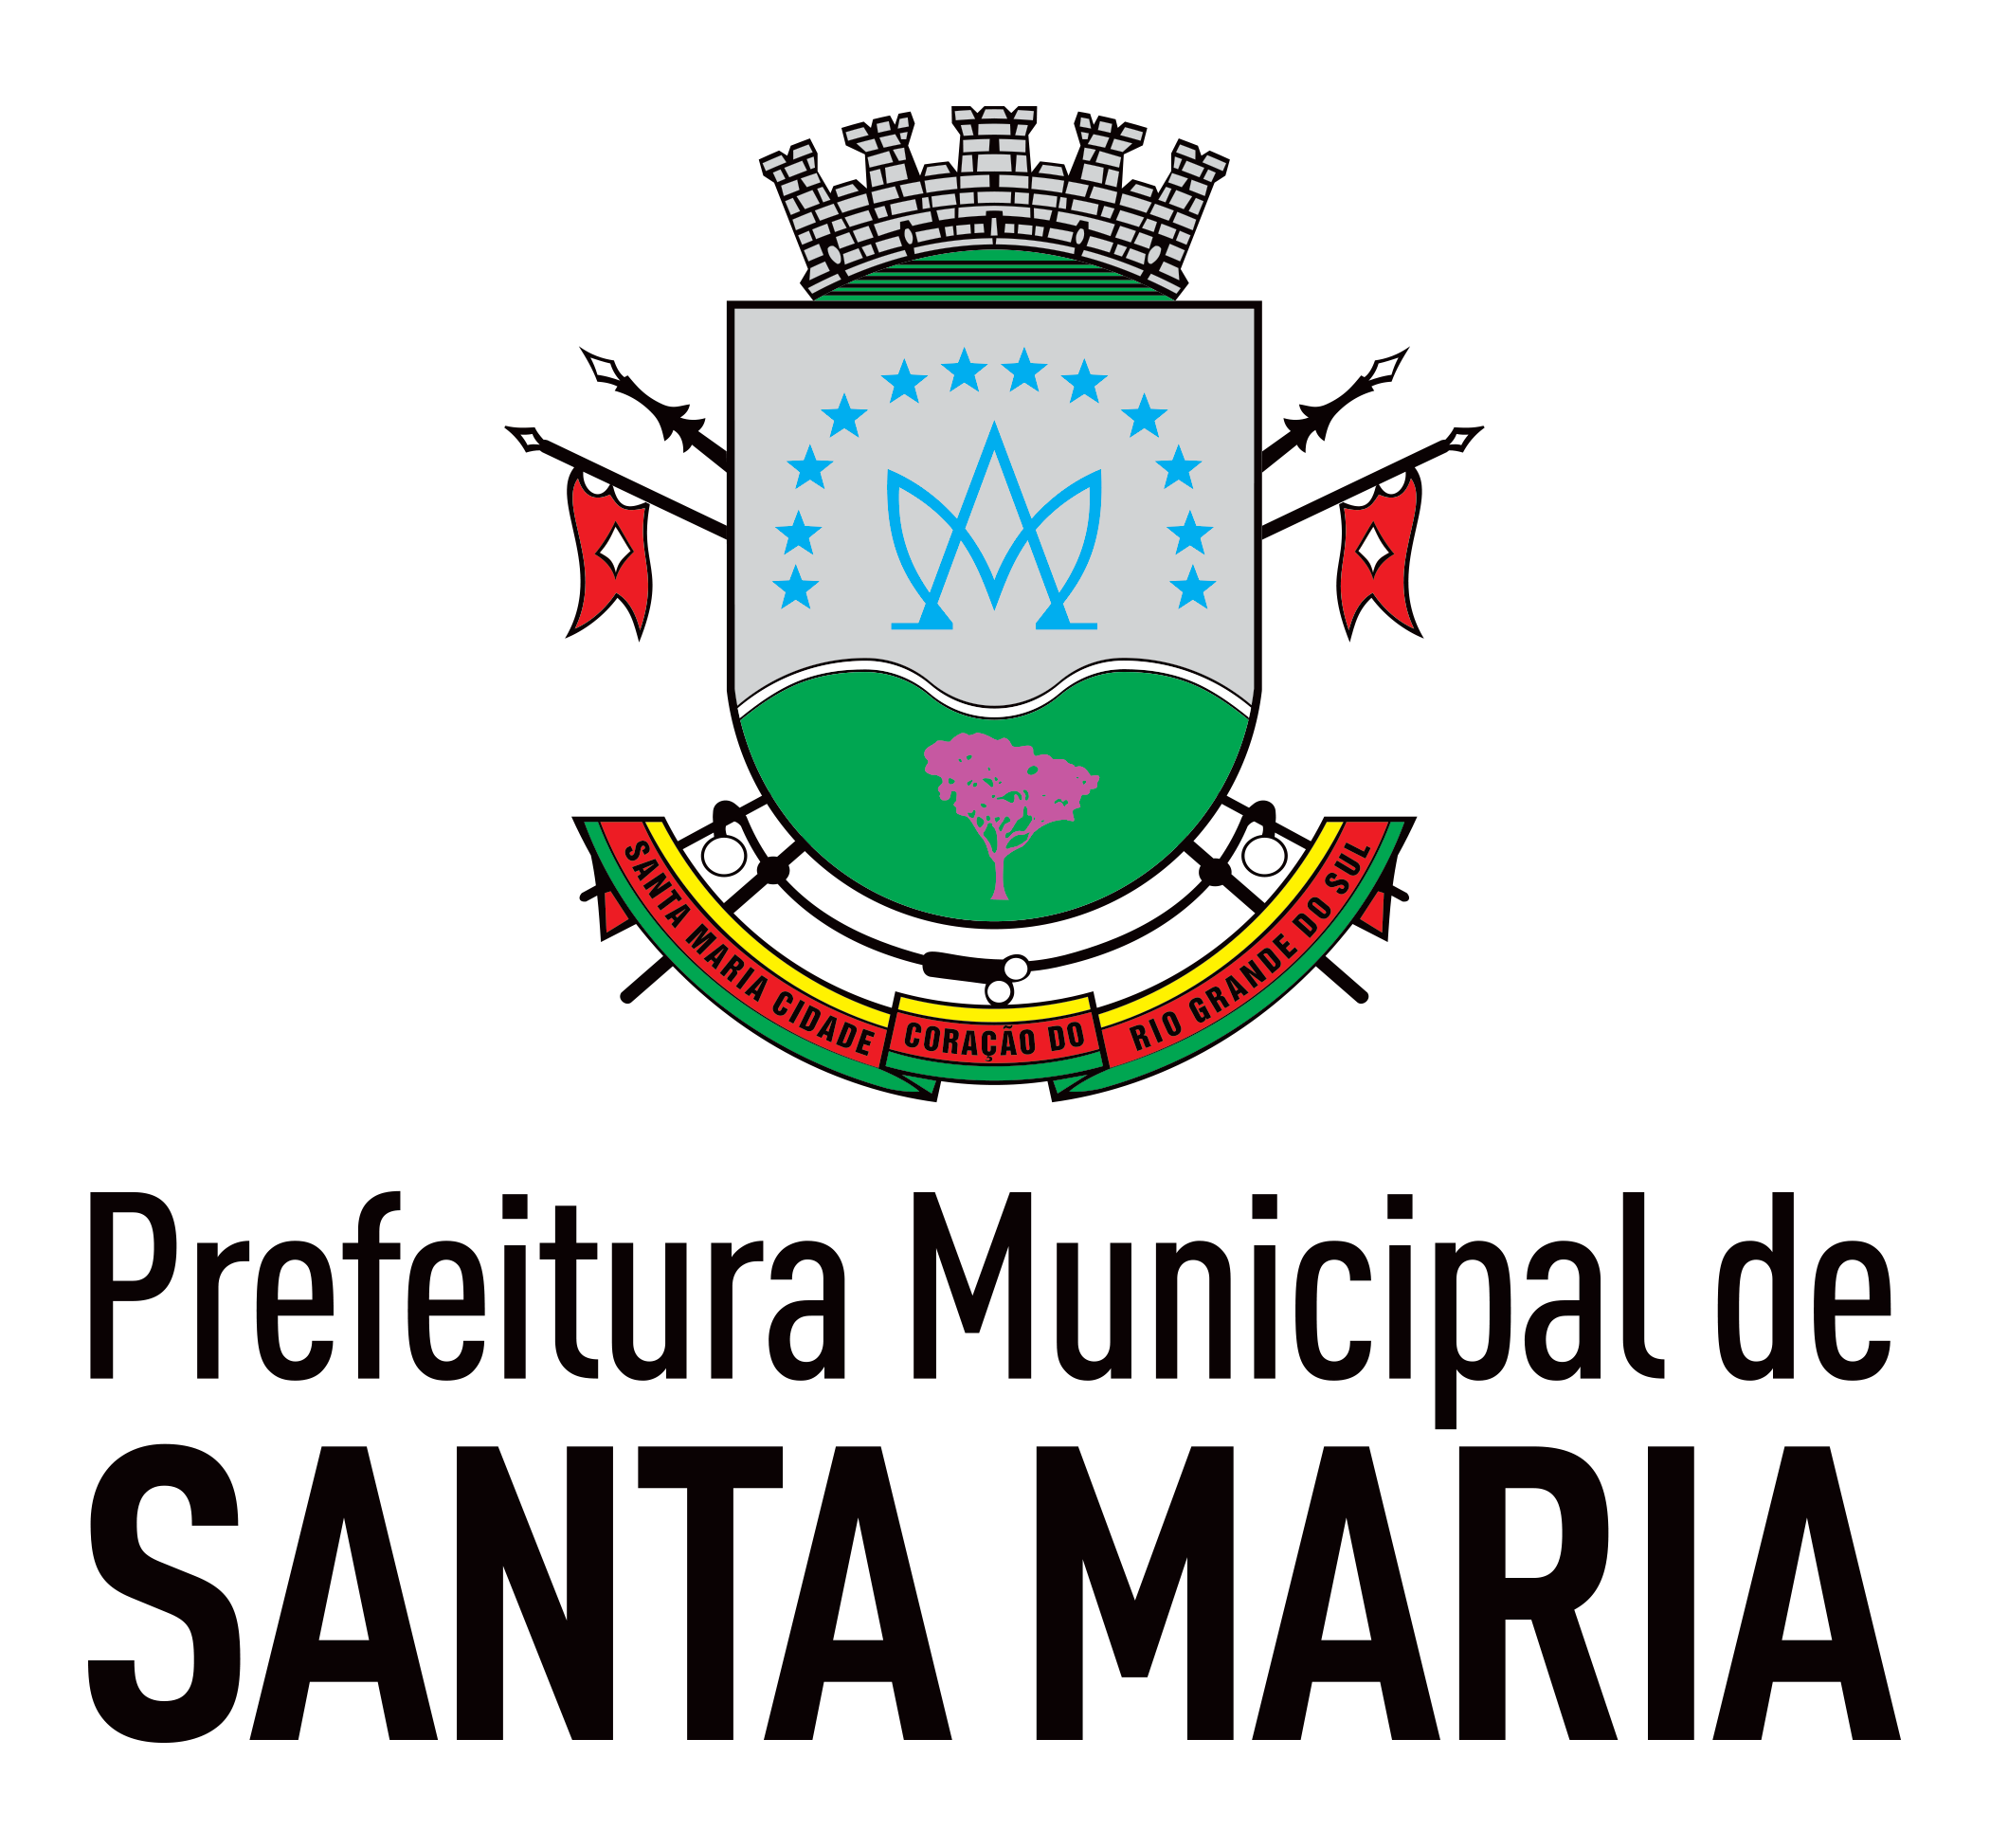 SANTA MARIA CIDADE CORAÇÃO DO RIO GRANDE DO SUL
Prefeitura Municipal de
SANTA MARIA